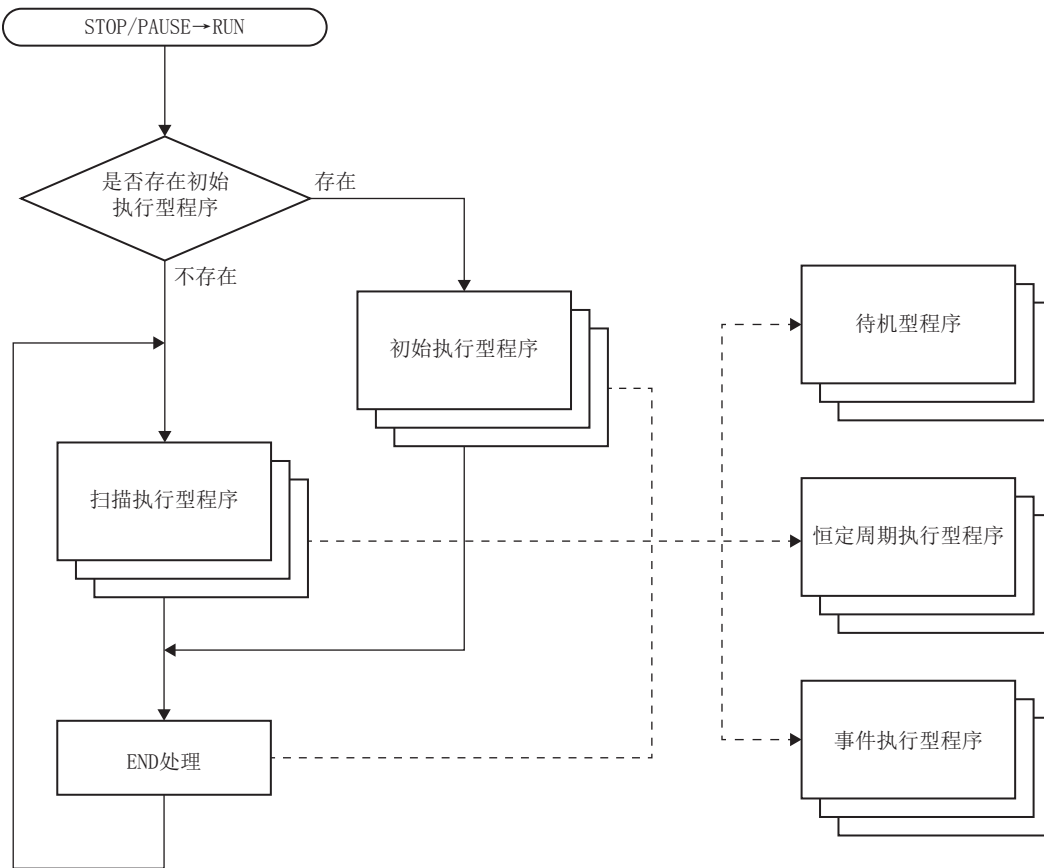 STOP/PAUSE→RUN
是否存在初始
执行型程序
存在
不存在
初始执行型程序
待机型程序
扫描执行型程序
恒定周期执行型程序
END处理
事件执行型程序